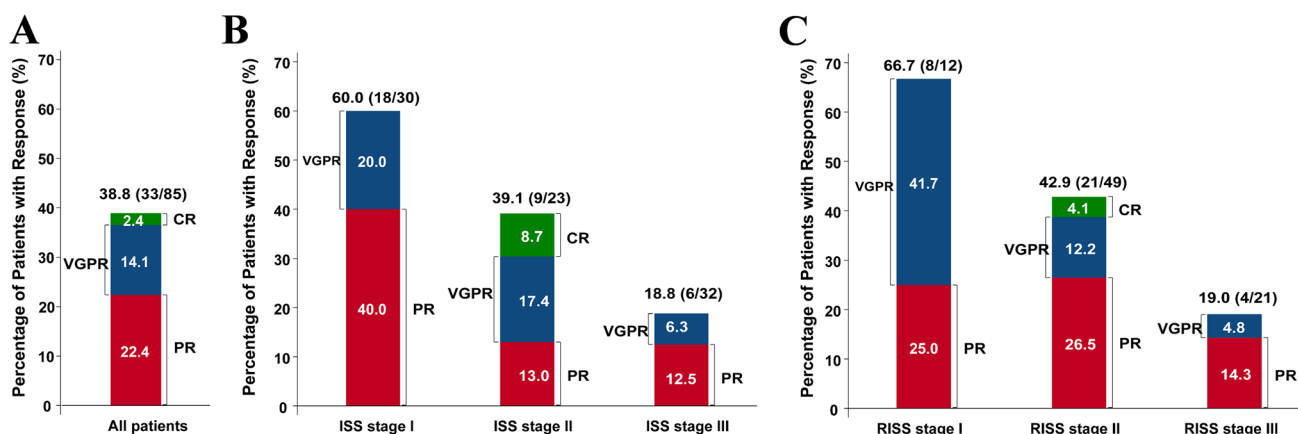 A
Percentage of Patients with Response (%)
70
60
50
40
30
20
10
0
38.8 (33/85)
2.4
CR
VGPR
14.1
22.4
PR
All patients
B
Percentage of Patients with Response (%)
70
60
50
40
30
20
10
0
60.0 (18/30)
VGPR
20.0
40.0
PR
ISS stage I
39.1 (9/23)
8.7
CR
VGPR
17.4
13.0
PR
ISS stage II
18.8 (6/32)
VGPR
6.3
12.5
PR
ISS stage III
C
Percentage of Patients with Response (%)
70
60
50
40
30
20
10
0
66.7 (8/12)
VGPR
41.7
25.0
PR
RISS stage I
42.9 (21/49)
4.1
CR
VGPR
12.2
26.5
PR
RISS stage II
19.0 (4/21)
VGPR
4.8
14.3
PR
RISS stage III